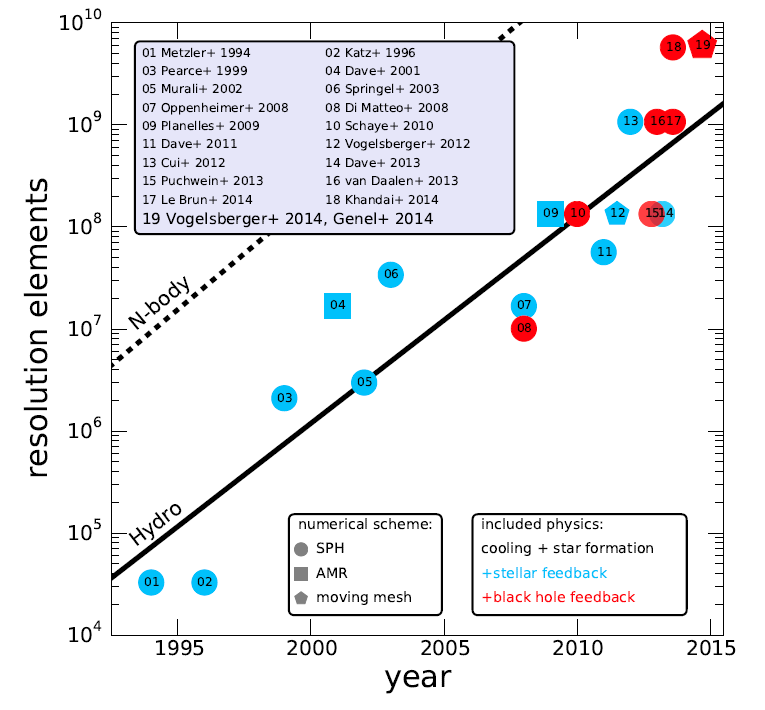 10^10
10^9
10^8
10^7
10^6
10^5
10^4
resolution elements
01 Metzler+ 1994 02 Katz+ 1996
03 Pearce+ 1999 04 Dave+ 2001
05 Murali+ 2002 06 Springel+ 2003
07 Oppenheimer+ 2008 08 Di Matteo+ 2008
09 Planelles+ 2009 10 Schaye+ 2010
11 Dave+ 2011 12 Vogelsberger+ 2012
13 Cui+ 2012 14 Dave+ 2013
15 Puchwein+ 2013 16 van Daalen+ 2013
17 Le Brun+ 2014 18 Khandai+ 2014
19 Vogelsberger+ 2014, Genel+ 2014
18 19
13 16 17
09 10 12 15 14
11
N-body
06
04 07
08
05
03
Hydro
01 02
numerical scheme:
SPH
AMR
moving mesh
included physics:
cooling + star formation
+stellar feedback
+black hole feedback
1995 2000 2005 2010 2015
year